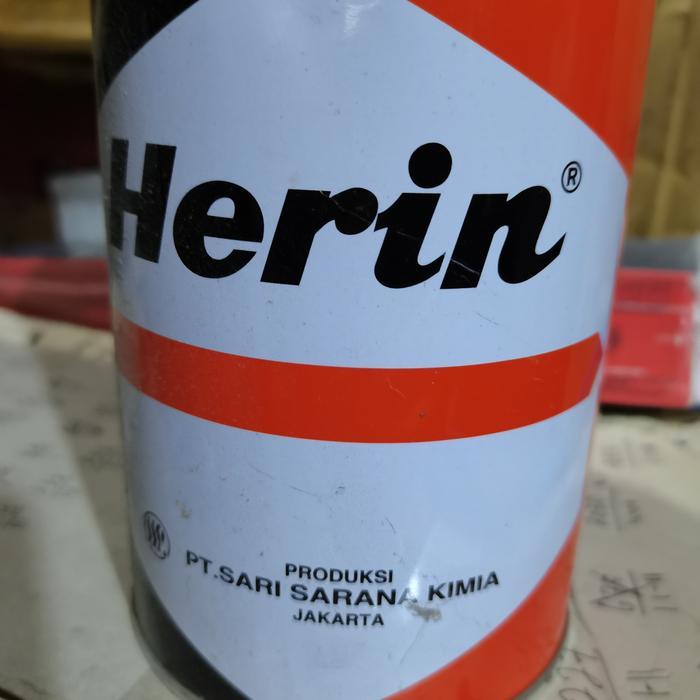 Herin®
PRODUKSI
PT.SARI SARANA KIMIA
JAKARTA